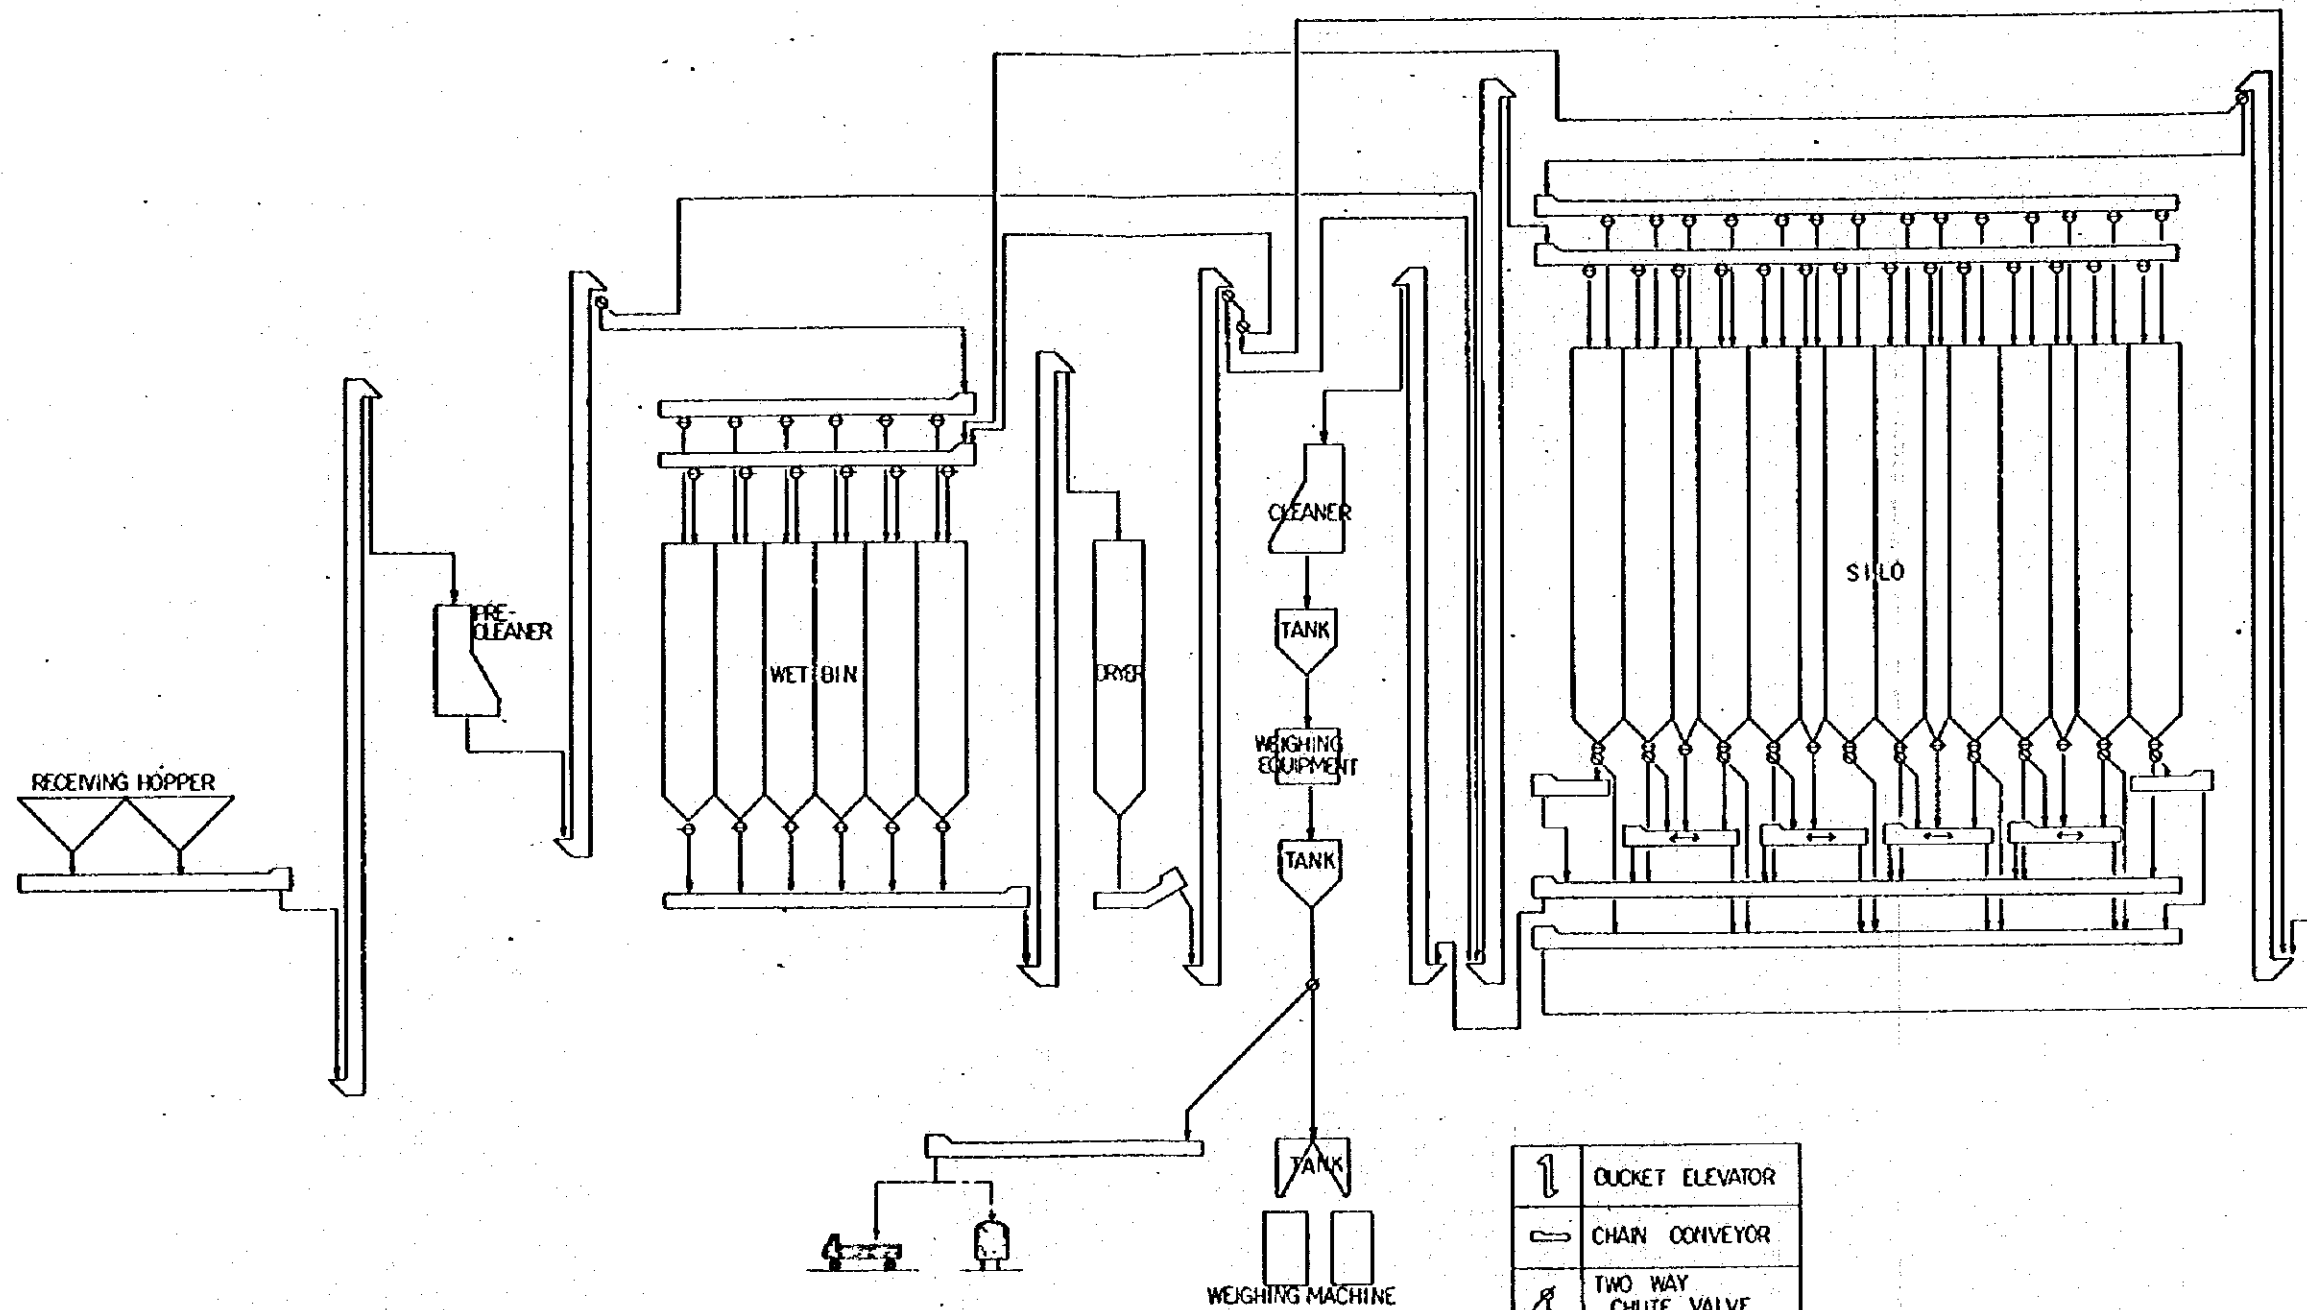 PRE-
CLEANER
CLEANER
TANK
SILO
WET BIN
DRYER
WEIGHING
EQUIPMENT
RECEIVING HOPPER
TANK
TANK
BUCKET ELEVATOR
CHAIN CONVEYOR
TWO WAY
CHUTE VALVE
WEIGHING MACHINE